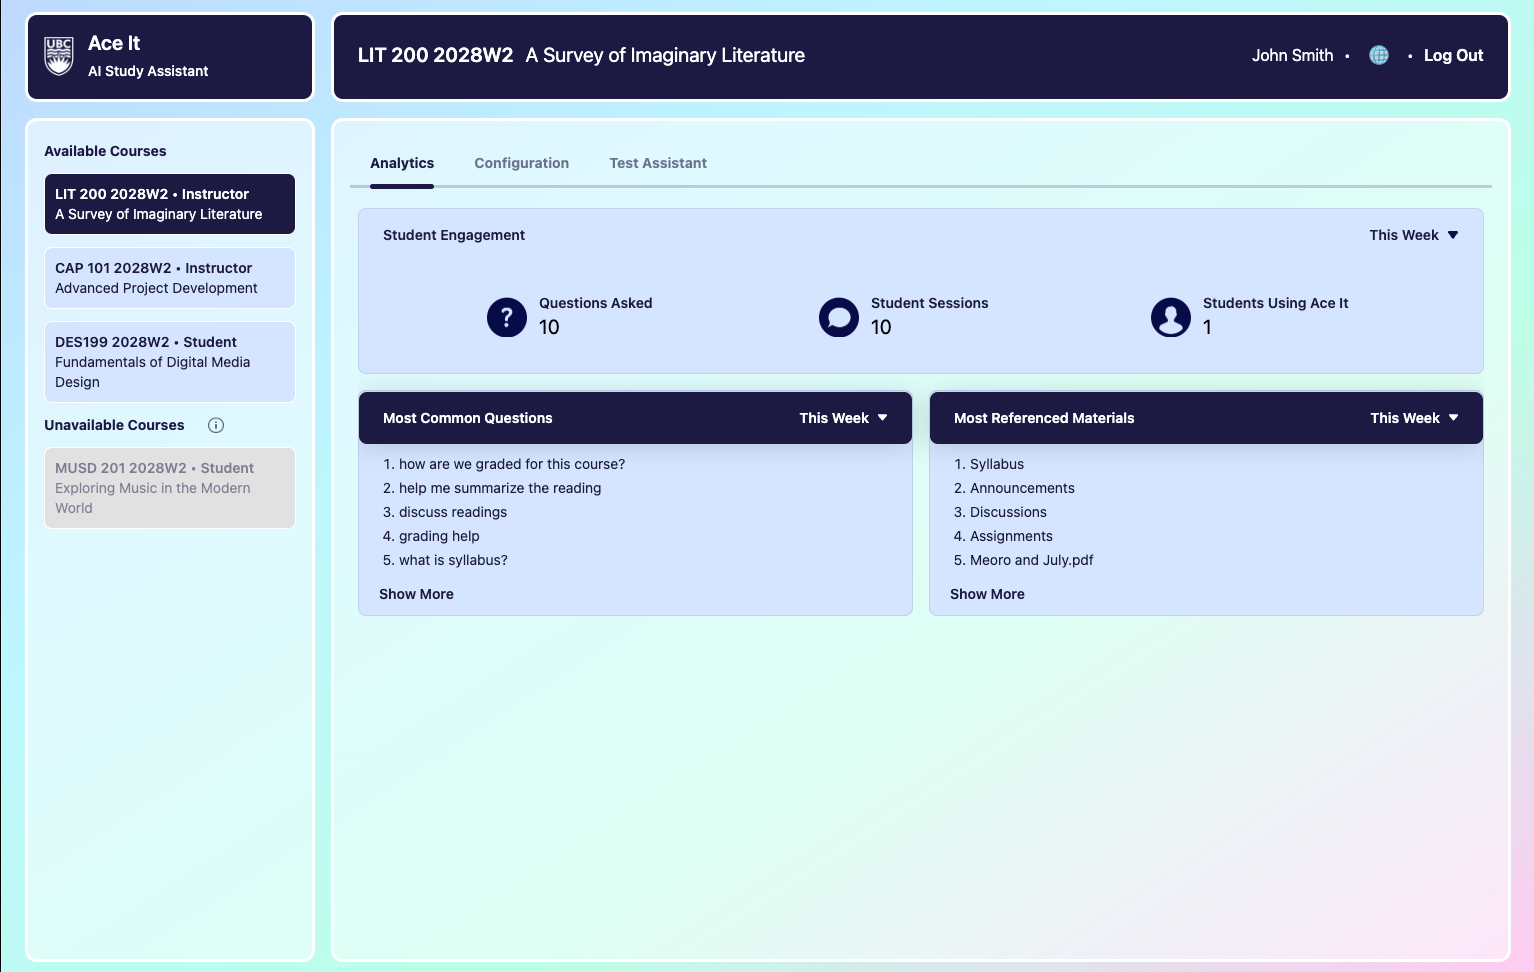 UBC
Ace It
AI Study Assistant
LIT 200 2028W2 A Survey of Imaginary Literature
John Smith • • Log Out
Available Courses
LIT 200 2028W2 • Instructor
A Survey of Imaginary Literature
CAP 101 2028W2 • Instructor
Advanced Project Development
DES199 2028W2 • Student
Fundamentals of Digital Media
Design
Unavailable Courses
MUSD 201 2028W2 • Student
Exploring Music in the Modern
World
Analytics Configuration Test Assistant
Student Engagement This Week
Questions Asked
10
Student Sessions
10
Students Using Ace It
1
Most Common Questions This Week
1. how are we graded for this course?
2. help me summarize the reading
3. discuss readings
4. grading help
5. what is syllabus?
Show More
Most Referenced Materials This Week
1. Syllabus
2. Announcements
3. Discussions
4. Assignments
5. Meoro and July.pdf
Show More